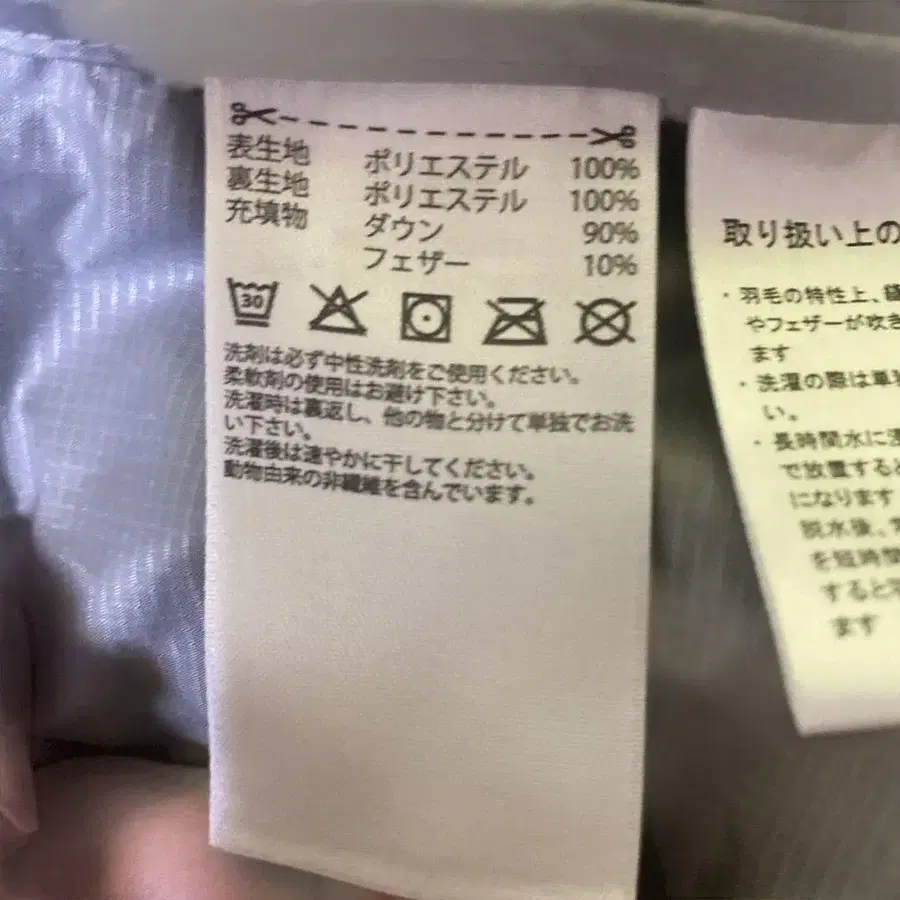 表生地 ポリエステル 100%
裏生地 ポリエステル 100%
充填物 ダウン 90%
フェザー 10%
30
洗剤は必ず中性洗剤をご使用ください。
柔軟剤の使用はお避け下さい。
洗濯時は裏返し、他の物と分けて単独でお洗
い下さい。
洗濯後は速やかに干してください。
動物由来の非繊維を含んでいます。
取り扱い上の
・羽毛の特性上、縫
やフェザーが吹き
ます
・洗濯の際は単独
い。
・長時間水に浸
で放置すると
になります
脱水後、
を短時間
すると
ます